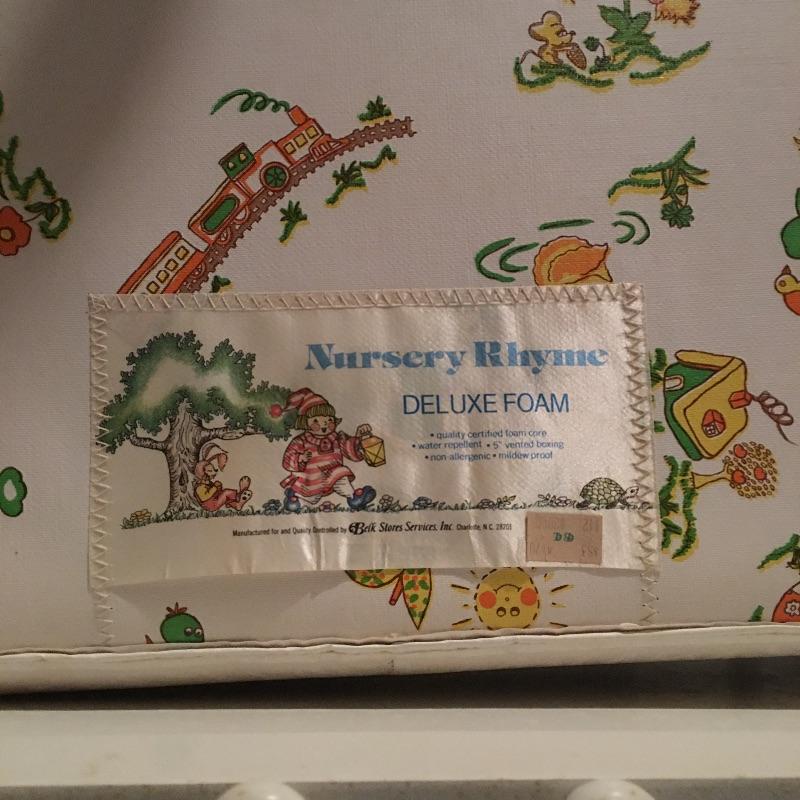 Nursery Rhyme
DELUXE FOAM
• quality certified foam core
• water repellent • 5" vented boxing
• non-allergenic • mildew proof
Manufactured for and Quality Controlled by Belk Stores Services, Inc. Charlotte, N.C. 28201